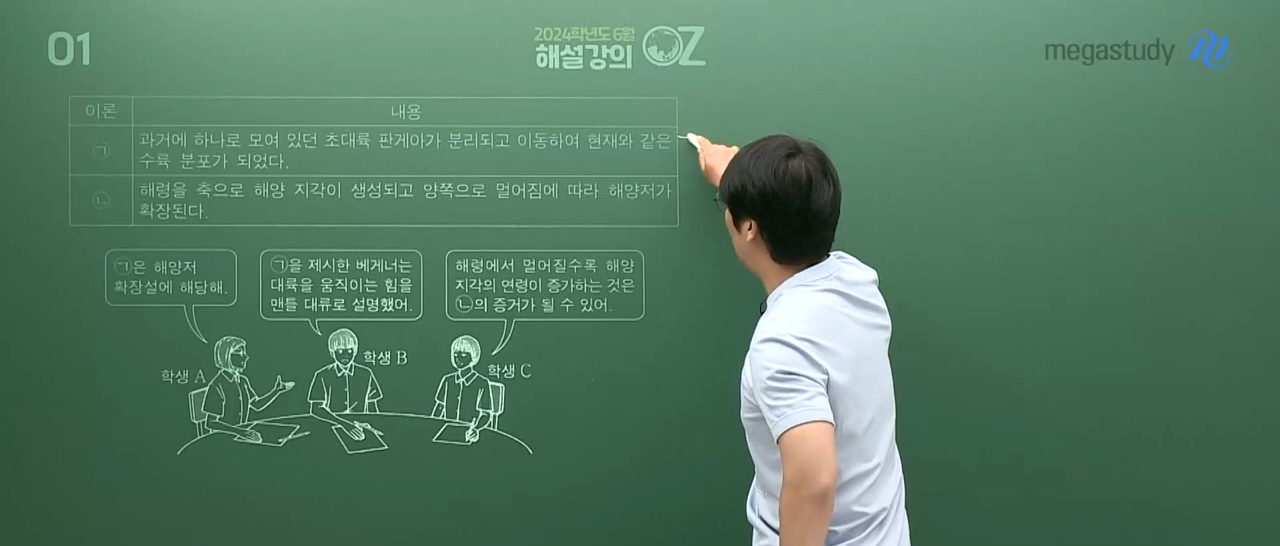 01
2024학년도 6월
해설강의 OZ
megastudy
이론 내용
㉠ 과거에 하나로 모여 있던 초대륙 판게아가 분리되고 이동하여 현재와 같은
수륙 분포가 되었다.
㉡ 해령을 축으로 해양 지각이 생성되고 양쪽으로 멀어짐에 따라 해양저가
확장된다.
㉠은 해양저
확장설에 해당해.
㉠을 제시한 베게너는
대륙을 움직이는 힘을
맨틀 대류로 설명했어.
해령에서 멀어질수록 해양
지각의 연령이 증가하는 것은
㉡의 증거가 될 수 있어.
학생 A
학생 B
학생 C